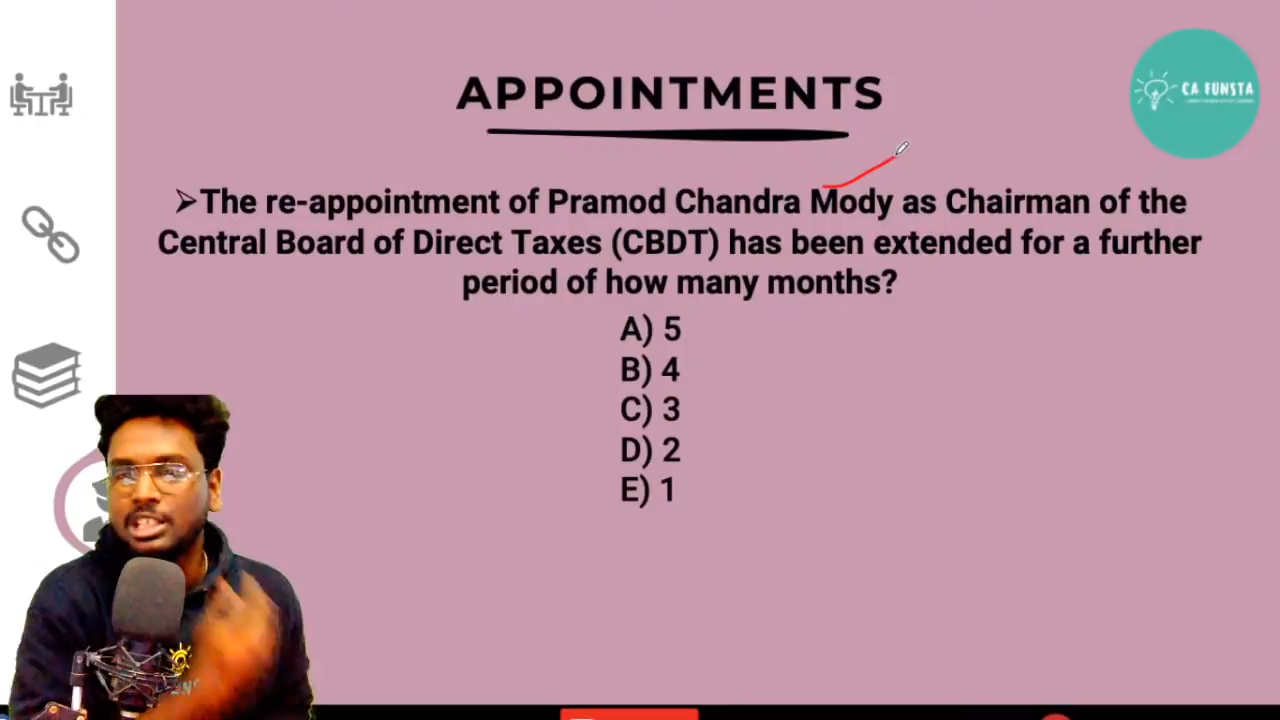 APPOINTMENTS
CA FUNSTA
➢The re-appointment of Pramod Chandra Mody as Chairman of the
Central Board of Direct Taxes (CBDT) has been extended for a further
period of how many months?
A) 5
B) 4
C) 3
D) 2
E) 1